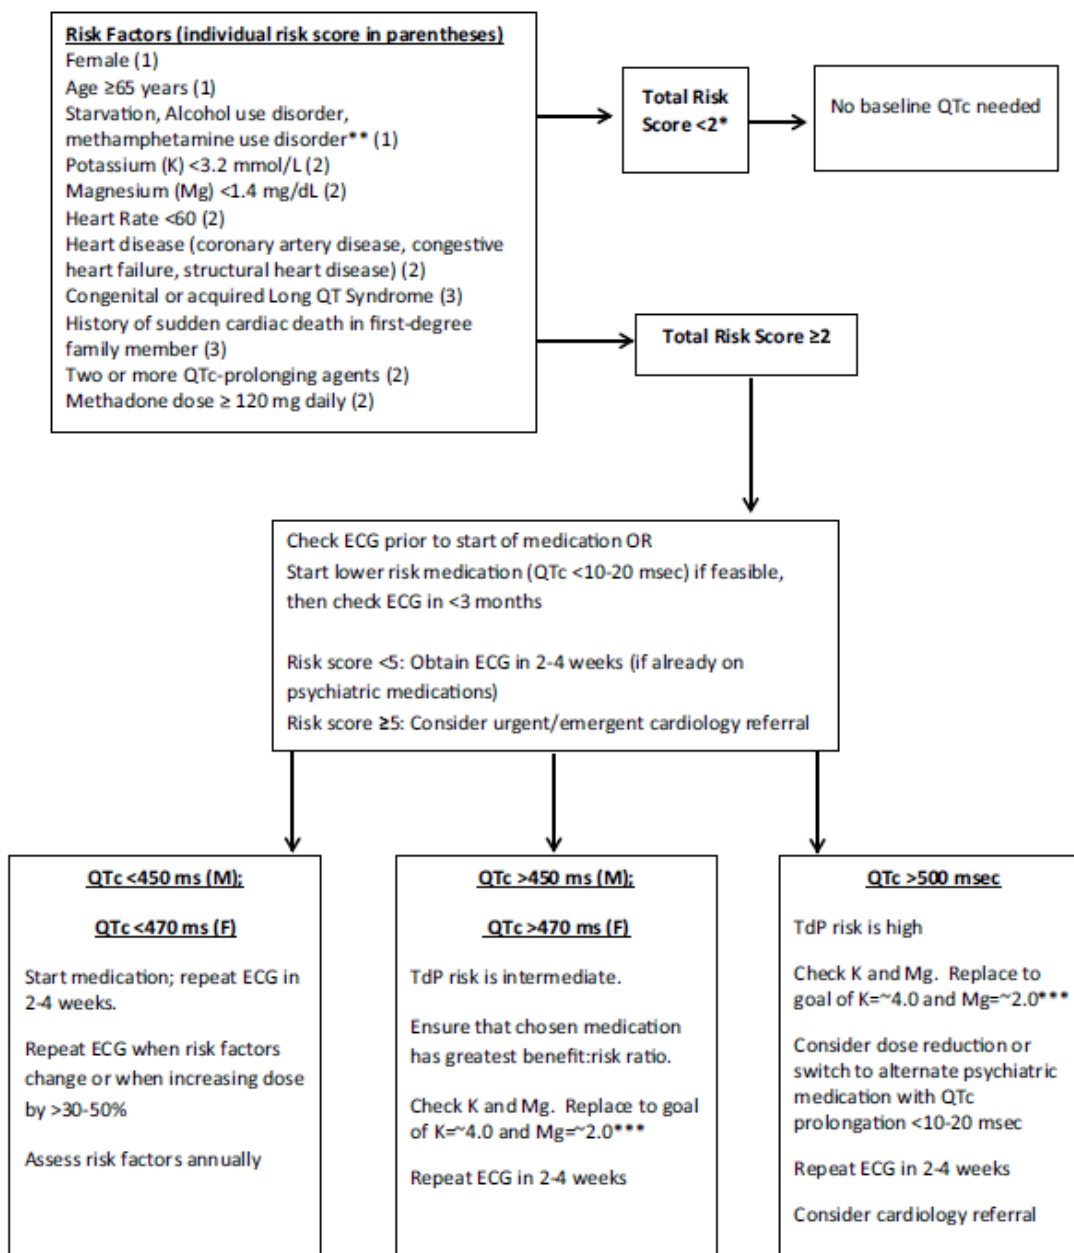 Risk Factors (individual risk score in parentheses)
Female (1)
Age ≥65 years (1)
Starvation, Alcohol use disorder,
methamphetamine use disorder** (1)
Potassium (K) <3.2 mmol/L (2)
Magnesium (Mg) <1.4 mg/dL (2)
Heart Rate <60 (2)
Heart disease (coronary artery disease, congestive
heart failure, structural heart disease) (2)
Congenital or acquired Long QT Syndrome (3)
History of sudden cardiac death in first-degree
family member (3)
Two or more QTc-prolonging agents (2)
Methadone dose ≥ 120 mg daily (2)
Total Risk
Score <2*
No baseline QTc needed
Total Risk Score ≥2
Check ECG prior to start of medication OR
Start lower risk medication (QTc <10-20 msec) if feasible,
then check ECG in <3 months
Risk score <5: Obtain ECG in 2-4 weeks (if already on
psychiatric medications)
Risk score ≥5: Consider urgent/emergent cardiology referral
QTc <450 ms (M);
QTc <470 ms (F)
Start medication; repeat ECG in
2-4 weeks.
Repeat ECG when risk factors
change or when increasing dose
by >30-50%
Assess risk factors annually
QTc >450 ms (M);
QTc >470 ms (F)
TdP risk is intermediate.
Ensure that chosen medication
has greatest benefit:risk ratio.
Check K and Mg. Replace to goal
of K=~4.0 and Mg=~2.0***
Repeat ECG in 2-4 weeks
QTc >500 msec
TdP risk is high
Check K and Mg. Replace to
goal of K=~4.0 and Mg=~2.0***
Consider dose reduction or
switch to alternate psychiatric
medication with QTc
prolongation <10-20 msec
Repeat ECG in 2-4 weeks
Consider cardiology referral